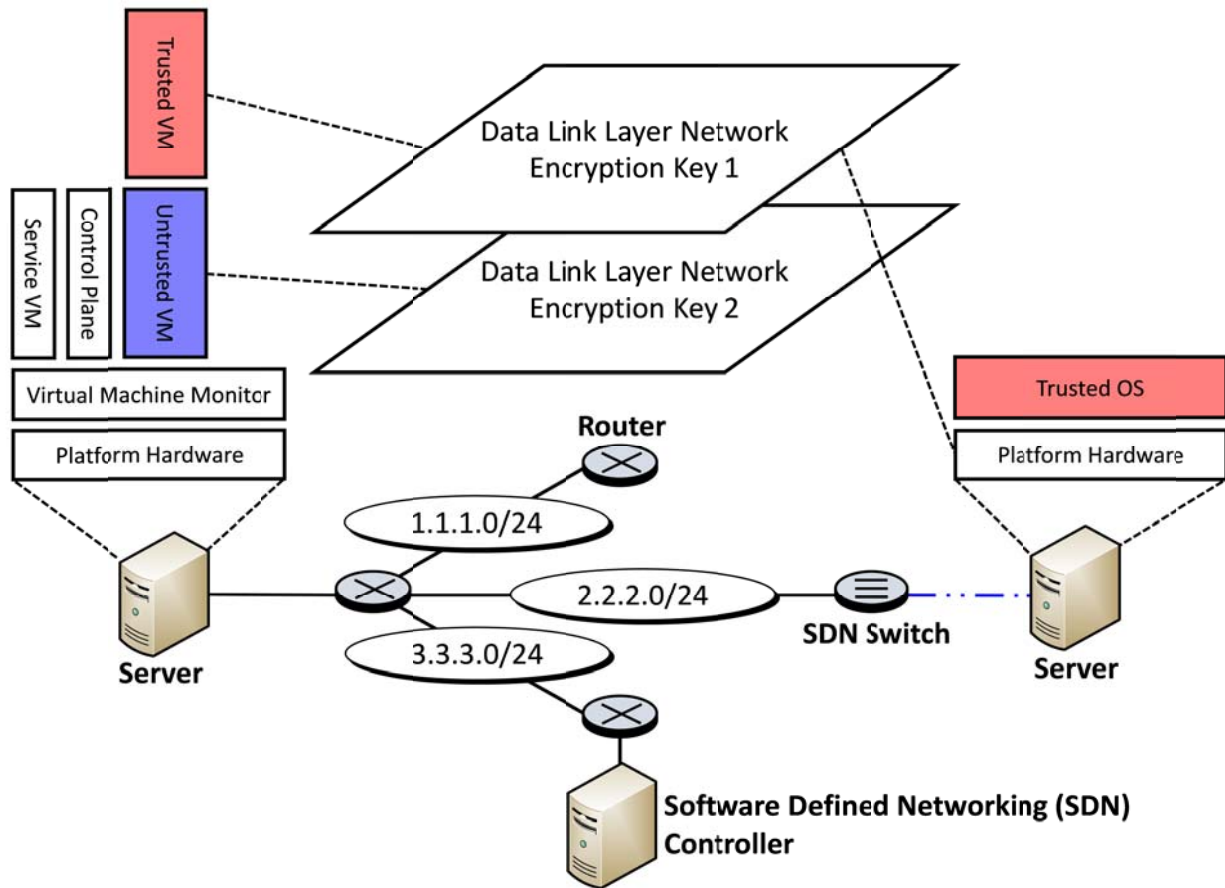 Trusted VM
Data Link Layer Network
Encryption Key 1
Service VM
Control Plane
Untrusted VM
Data Link Layer Network
Encryption Key 2
Virtual Machine Monitor
Platform Hardware
Trusted OS
Platform Hardware
Router
1.1.1.0/24
2.2.2.0/24
SDN Switch
3.3.3.0/24
Server
Server
Software Defined Networking (SDN)
Controller